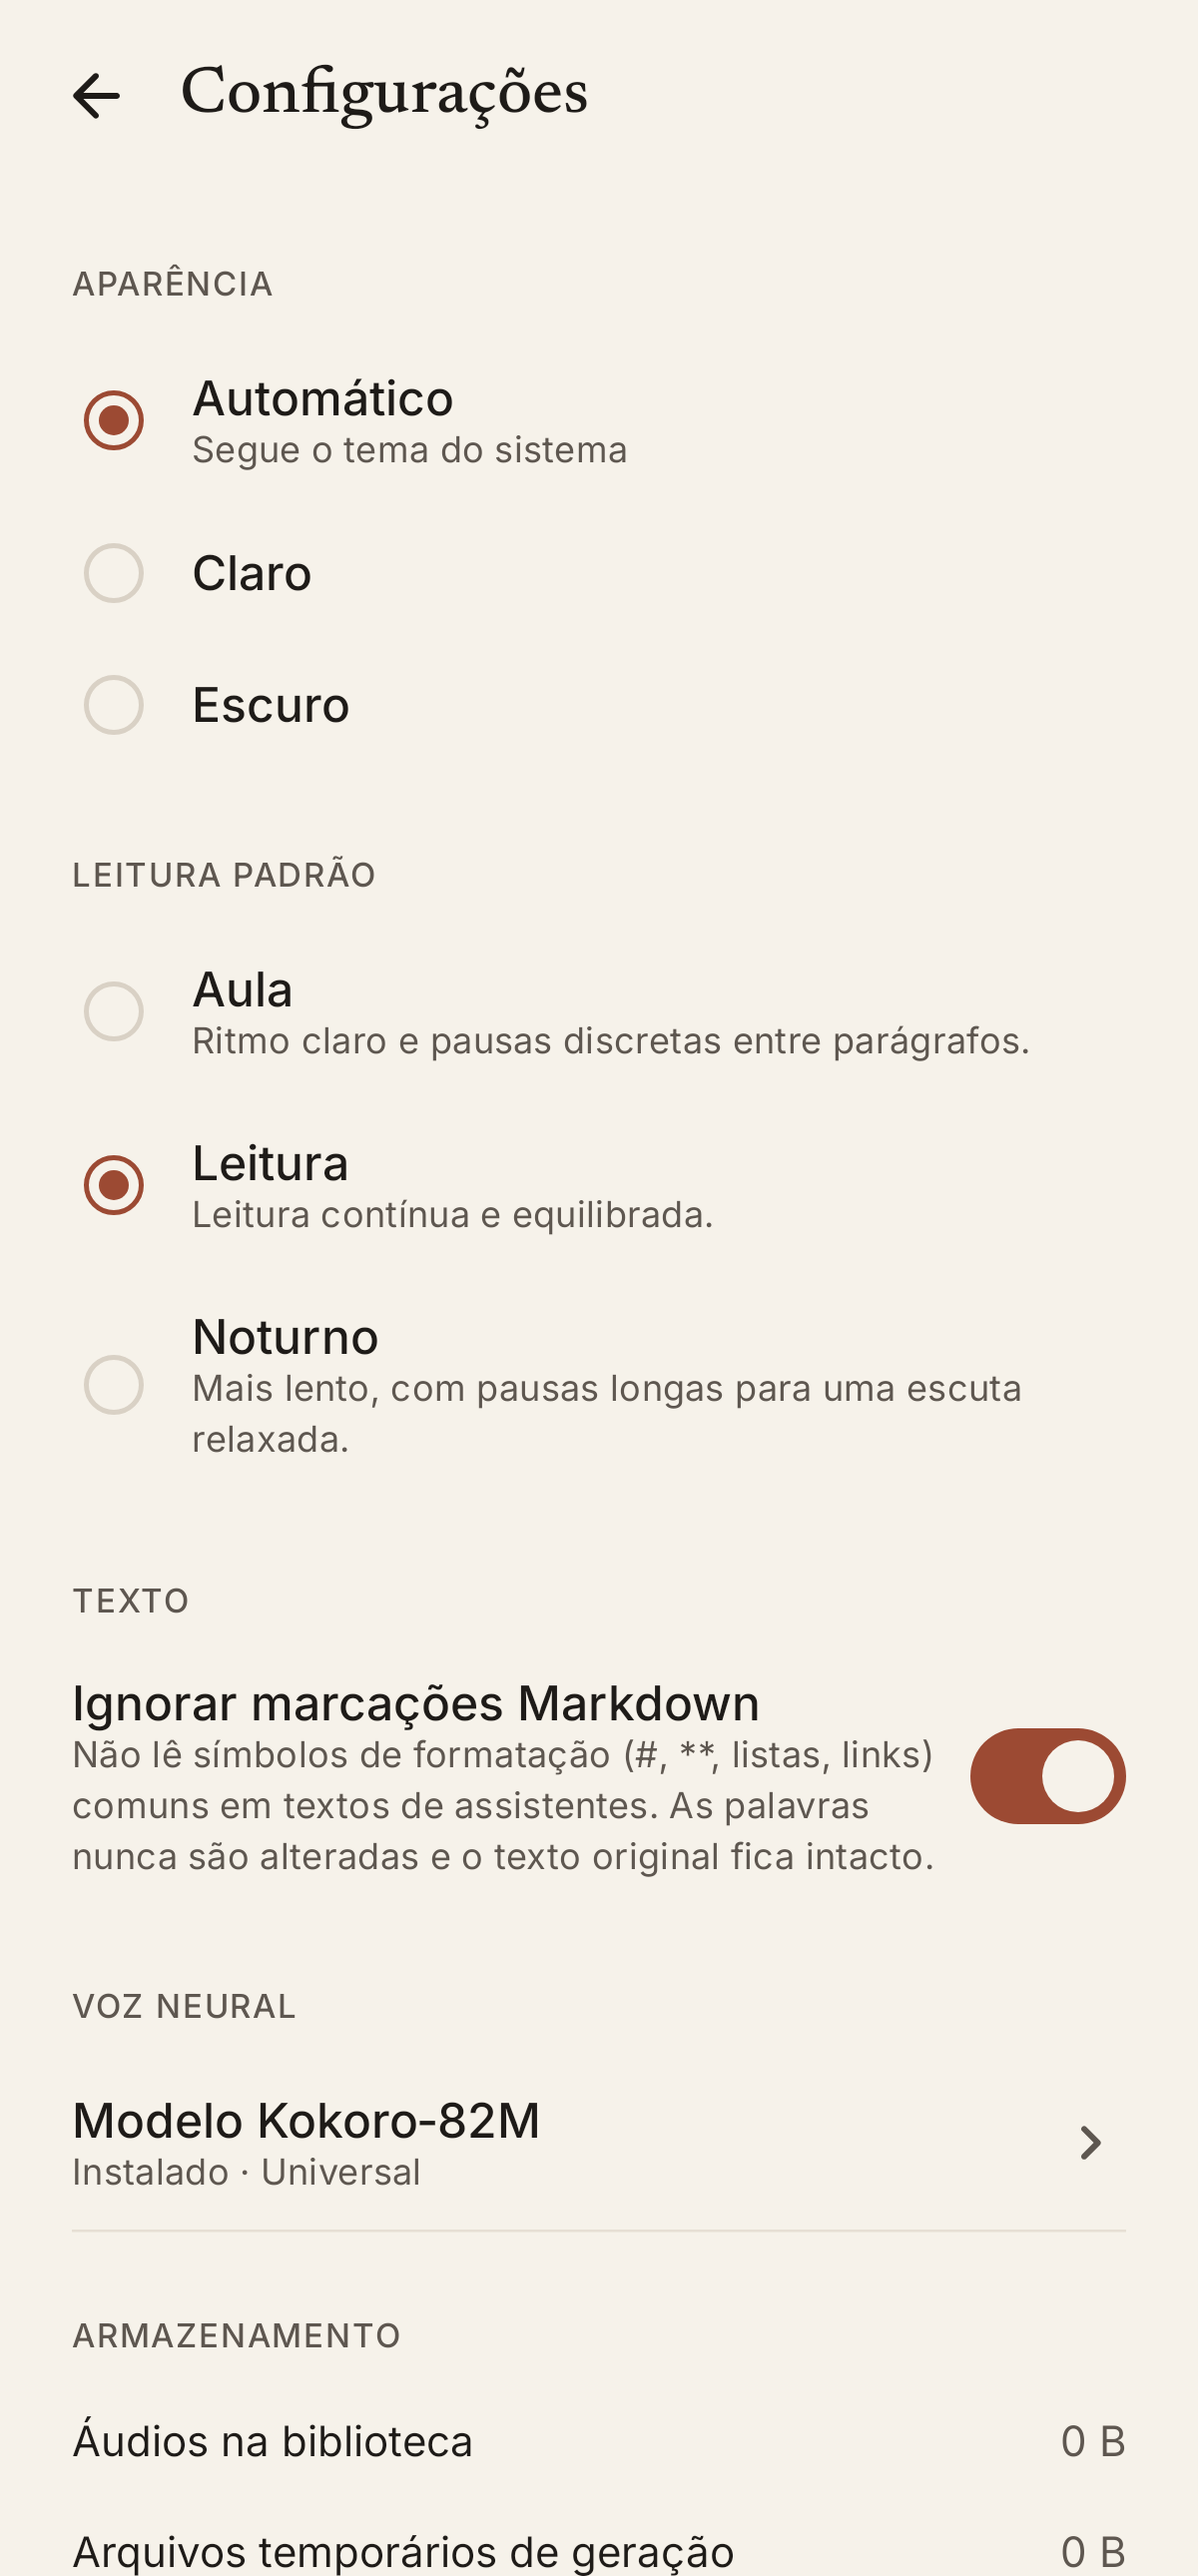 Configurações
APARÊNCIA
Automático
Segue o tema do sistema
Claro
Escuro
LEITURA PADRÃO
Aula
Ritmo claro e pausas discretas entre parágrafos.
Leitura
Leitura contínua e equilibrada.
Noturno
Mais lento, com pausas longas para uma escuta
relaxada.
TEXTO
Ignorar marcações Markdown
Não lê símbolos de formatação (#, **, listas, links)
comuns em textos de assistentes. As palavras
nunca são alteradas e o texto original fica intacto.
VOZ NEURAL
Modelo Kokoro-82M
Instalado · Universal
ARMAZENAMENTO
Áudios na biblioteca 0 B
Arquivos temporários de geração 0 B